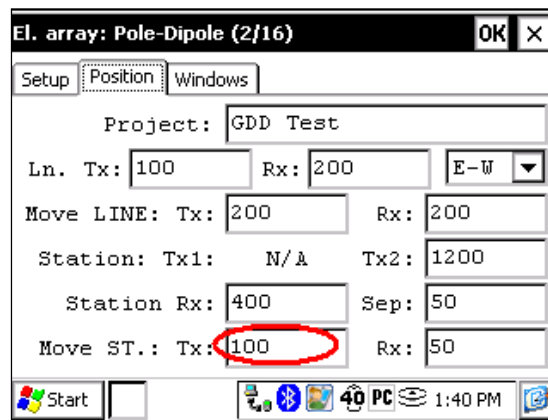 El. array: Pole-Dipole (2/16) OK ×
Setup Position Windows
Project: GDD Test
Ln. Tx: 100 Rx: 200 E-W
Move LINE: Tx: 200 Rx: 200
Station: Tx1: N/A Tx2: 1200
Station Rx: 400 Sep: 50
Move ST.: Tx: 100 Rx: 50
Start 40 PC 1:40 PM